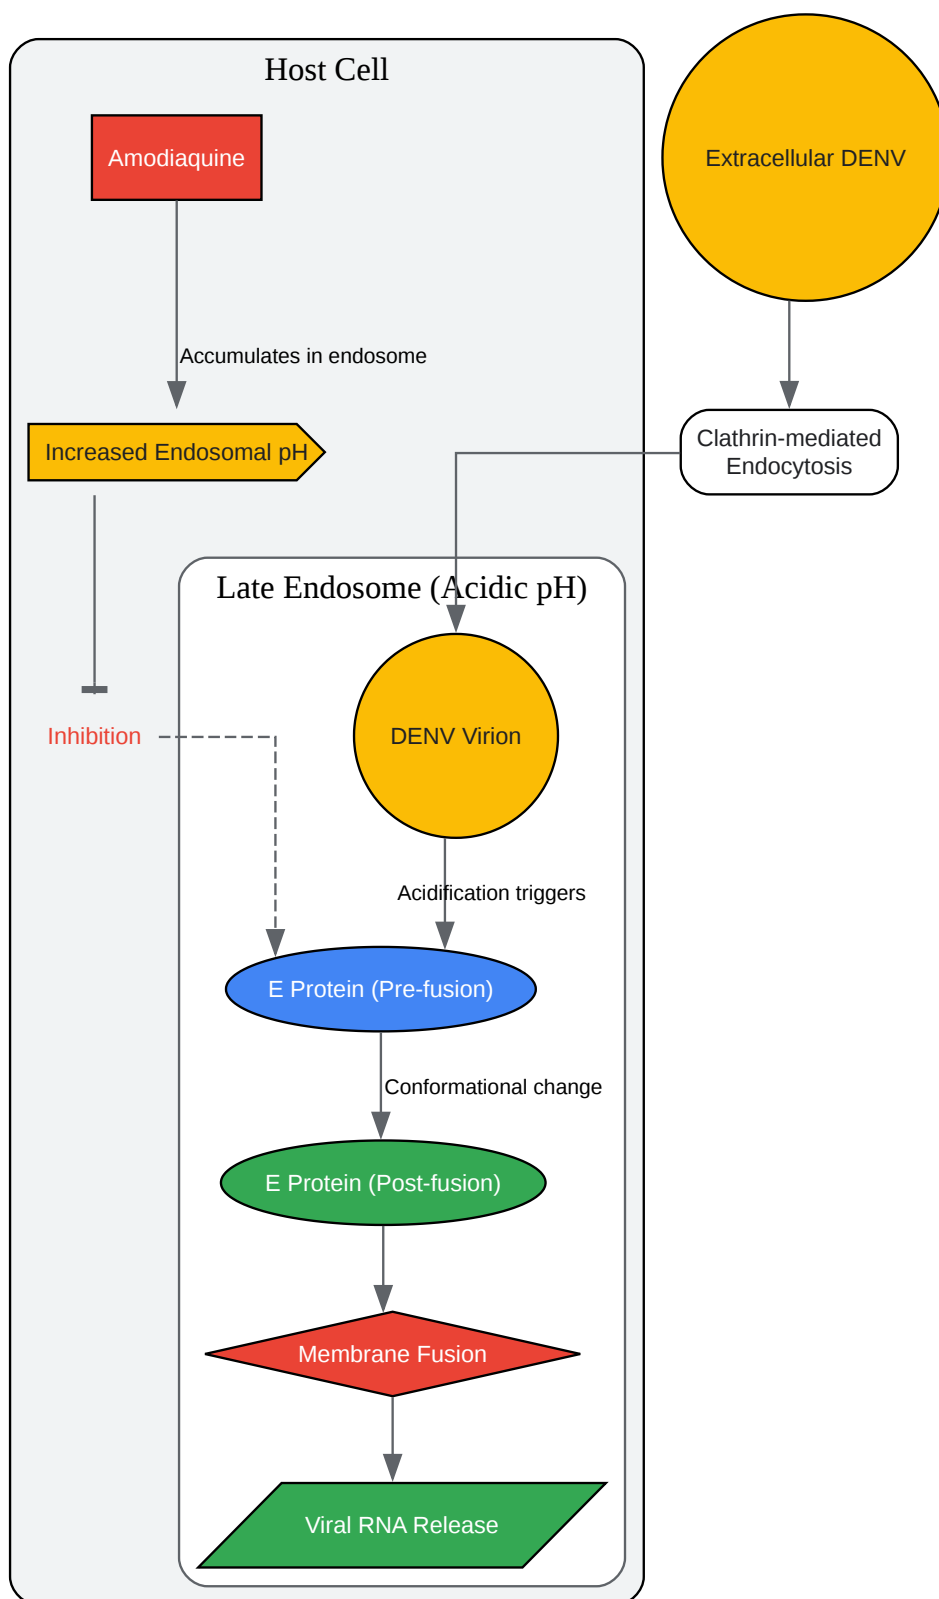 Host Cell
Amodiaquine
Extracellular DENV
Accumulates in endosome
Increased Endosomal pH
Clathrin-mediated
Endocytosis
Late Endosome (Acidic pH)
Inhibition
DENV Virion
Acidification triggers
E Protein (Pre-fusion)
Conformational change
E Protein (Post-fusion)
Membrane Fusion
Viral RNA Release